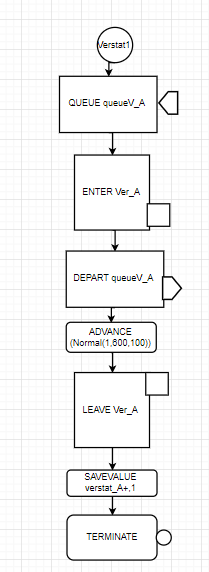 Verstat1
QUEUE queueV_A
ENTER Ver_A
DEPART queueV_A
ADVANCE
(Normal(1,600,100))
LEAVE Ver_A
SAVEVALUE
verstat_A+,1
TERMINATE